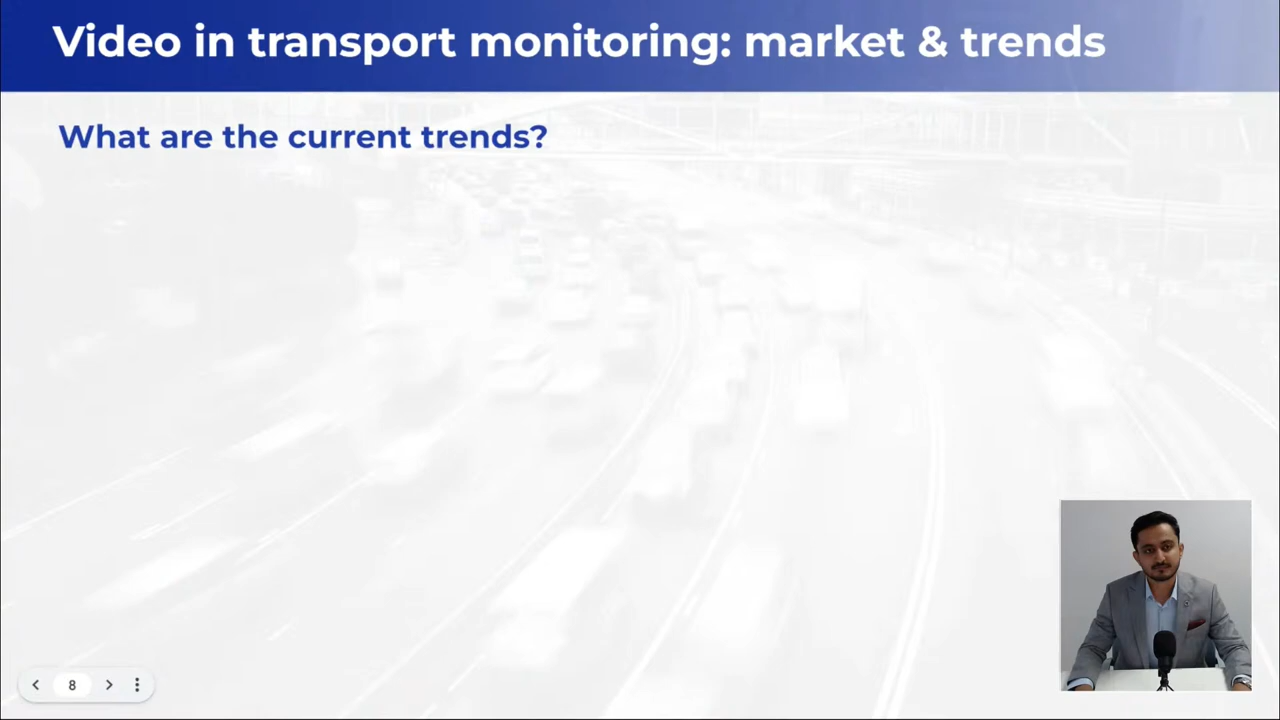 Video in transport monitoring: market & trends
What are the current trends?
8